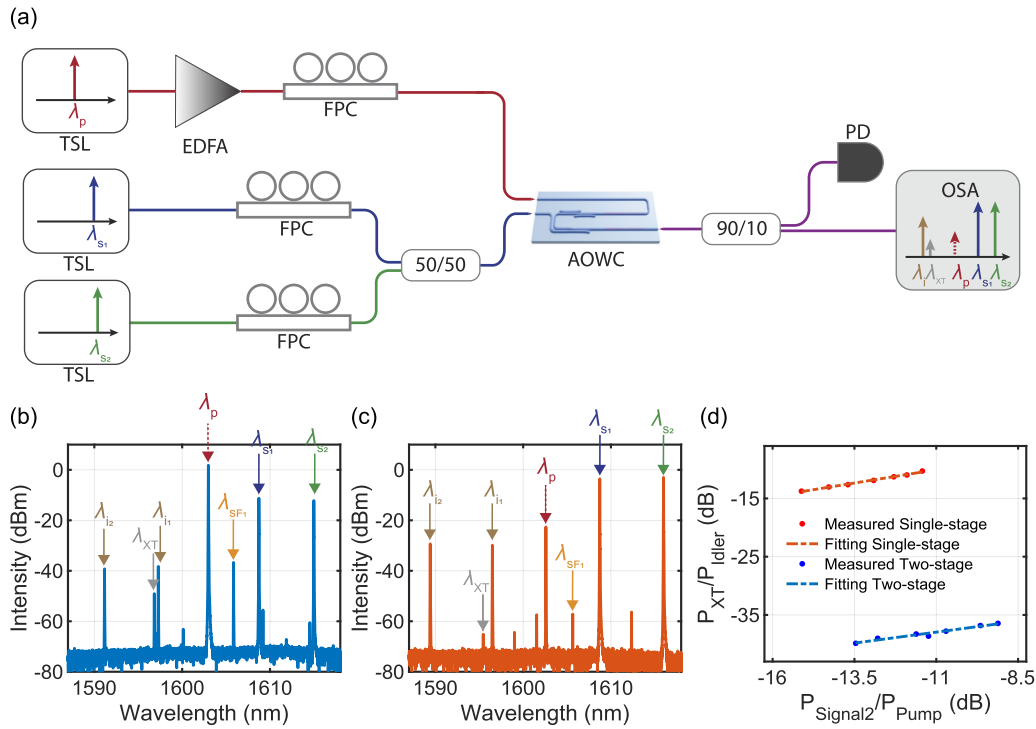 (a)
λp
TSL
EDFA
FPC
λS1
TSL
FPC
λS2
TSL
FPC
50/50
AOWC
90/10
PD
OSA
λi λXT λp λS1 λS2
(b)
λp
λS1
λS2
λi2
λXT
λi1
λSF1
Intensity (dBm)
0
-20
-40
-60
-80
1590 1600 1610
Wavelength (nm)
(c)
λS1
λS2
λp
λi2
λi1
λXT
λSF1
Intensity (dBm)
0
-20
-40
-60
-80
1590 1600 1610
Wavelength (nm)
(d)
PXT/PIdler (dB)
-15
-25
-35
Measured Single-stage
Fitting Single-stage
Measured Two-stage
Fitting Two-stage
-16 -13.5 -11 -8.5
PSignal2/PPump (dB)